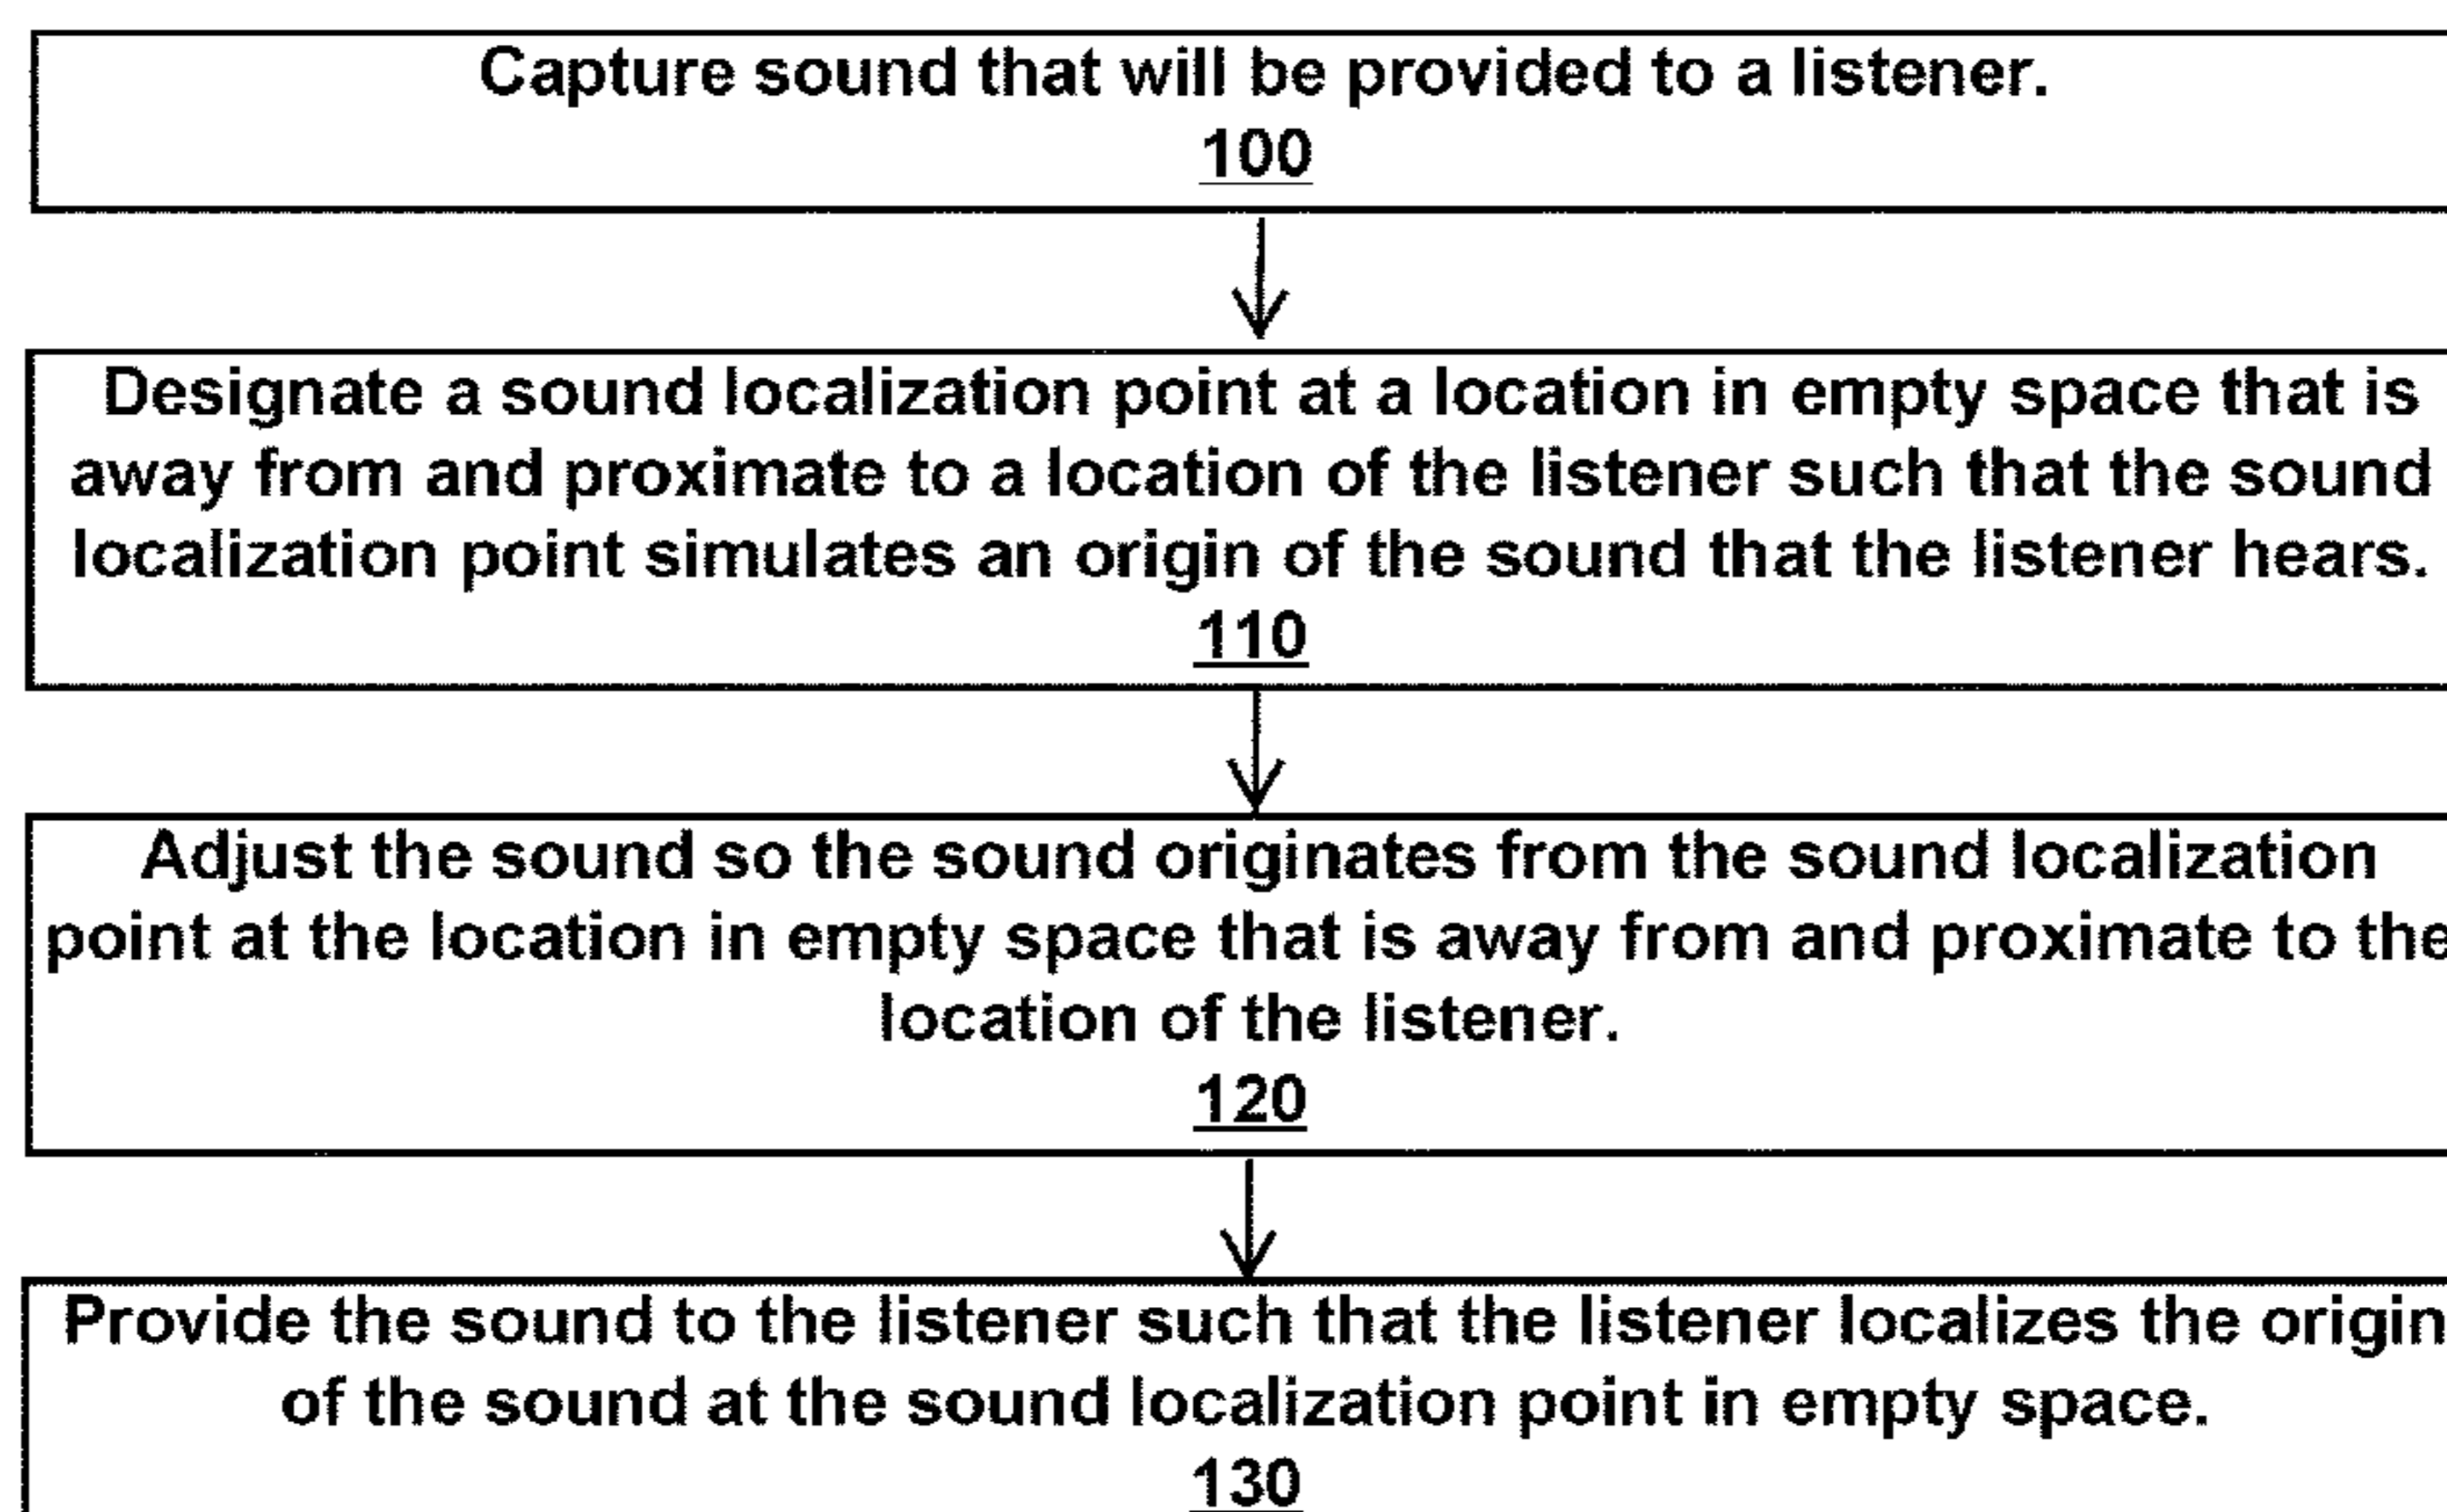 Capture sound that will be provided to a listener.
100
Designate a sound localization point at a location in empty space that is
away from and proximate to a location of the listener such that the sound
localization point simulates an origin of the sound that the listener hears.
110
Adjust the sound so the sound originates from the sound localization
point at the location in empty space that is away from and proximate to the
location of the listener.
120
Provide the sound to the listener such that the listener localizes the origin
of the sound at the sound localization point in empty space.
130